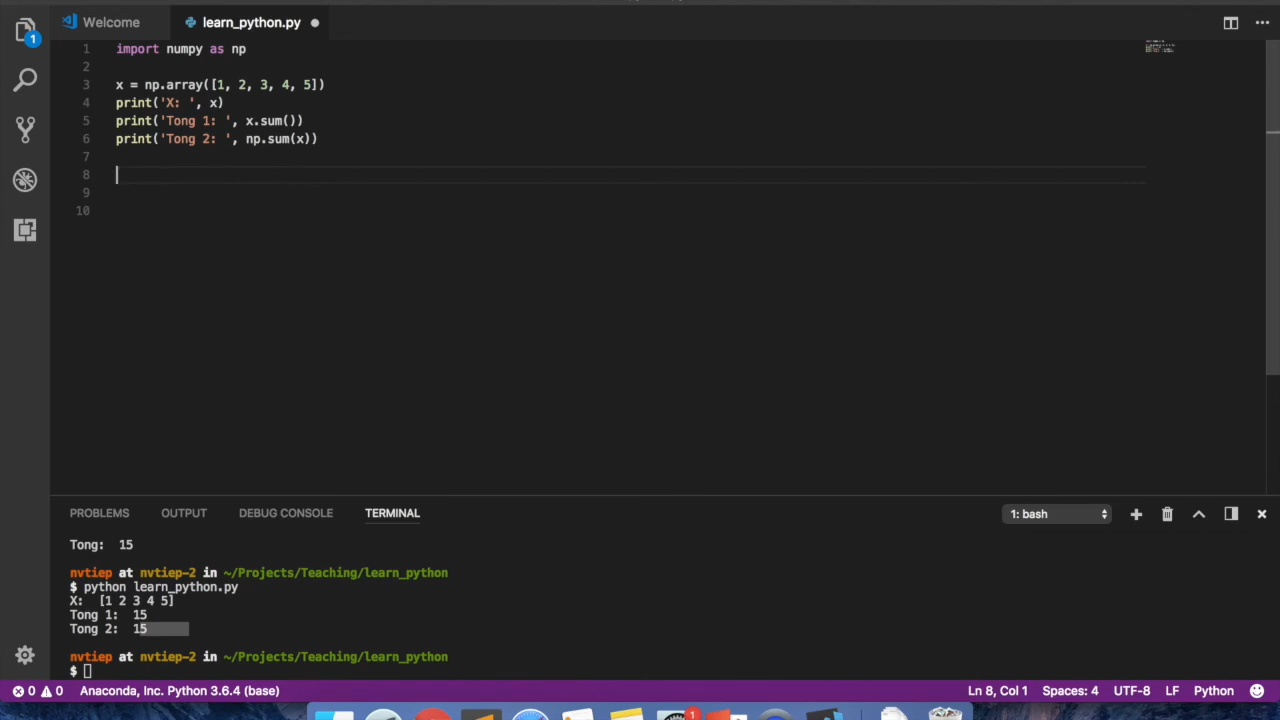 Welcome
learn_python.py
1
1 import numpy as np
2
3 x = np.array([1, 2, 3, 4, 5])
4 print('X: ', x)
5 print('Tong 1: ', x.sum())
6 print('Tong 2: ', np.sum(x))
7
8
9
10
PROBLEMS OUTPUT DEBUG CONSOLE TERMINAL
1: bash
Tong:  15
nvtiep at nvtiep-2 in ~/Projects/Teaching/learn_python
$ python learn_python.py
X:  [1 2 3 4 5]
Tong 1:  15
Tong 2:  15
nvtiep at nvtiep-2 in ~/Projects/Teaching/learn_python
$
0 0 Anaconda, Inc. Python 3.6.4 (base) Ln 8, Col 1 Spaces: 4 UTF-8 LF Python
1